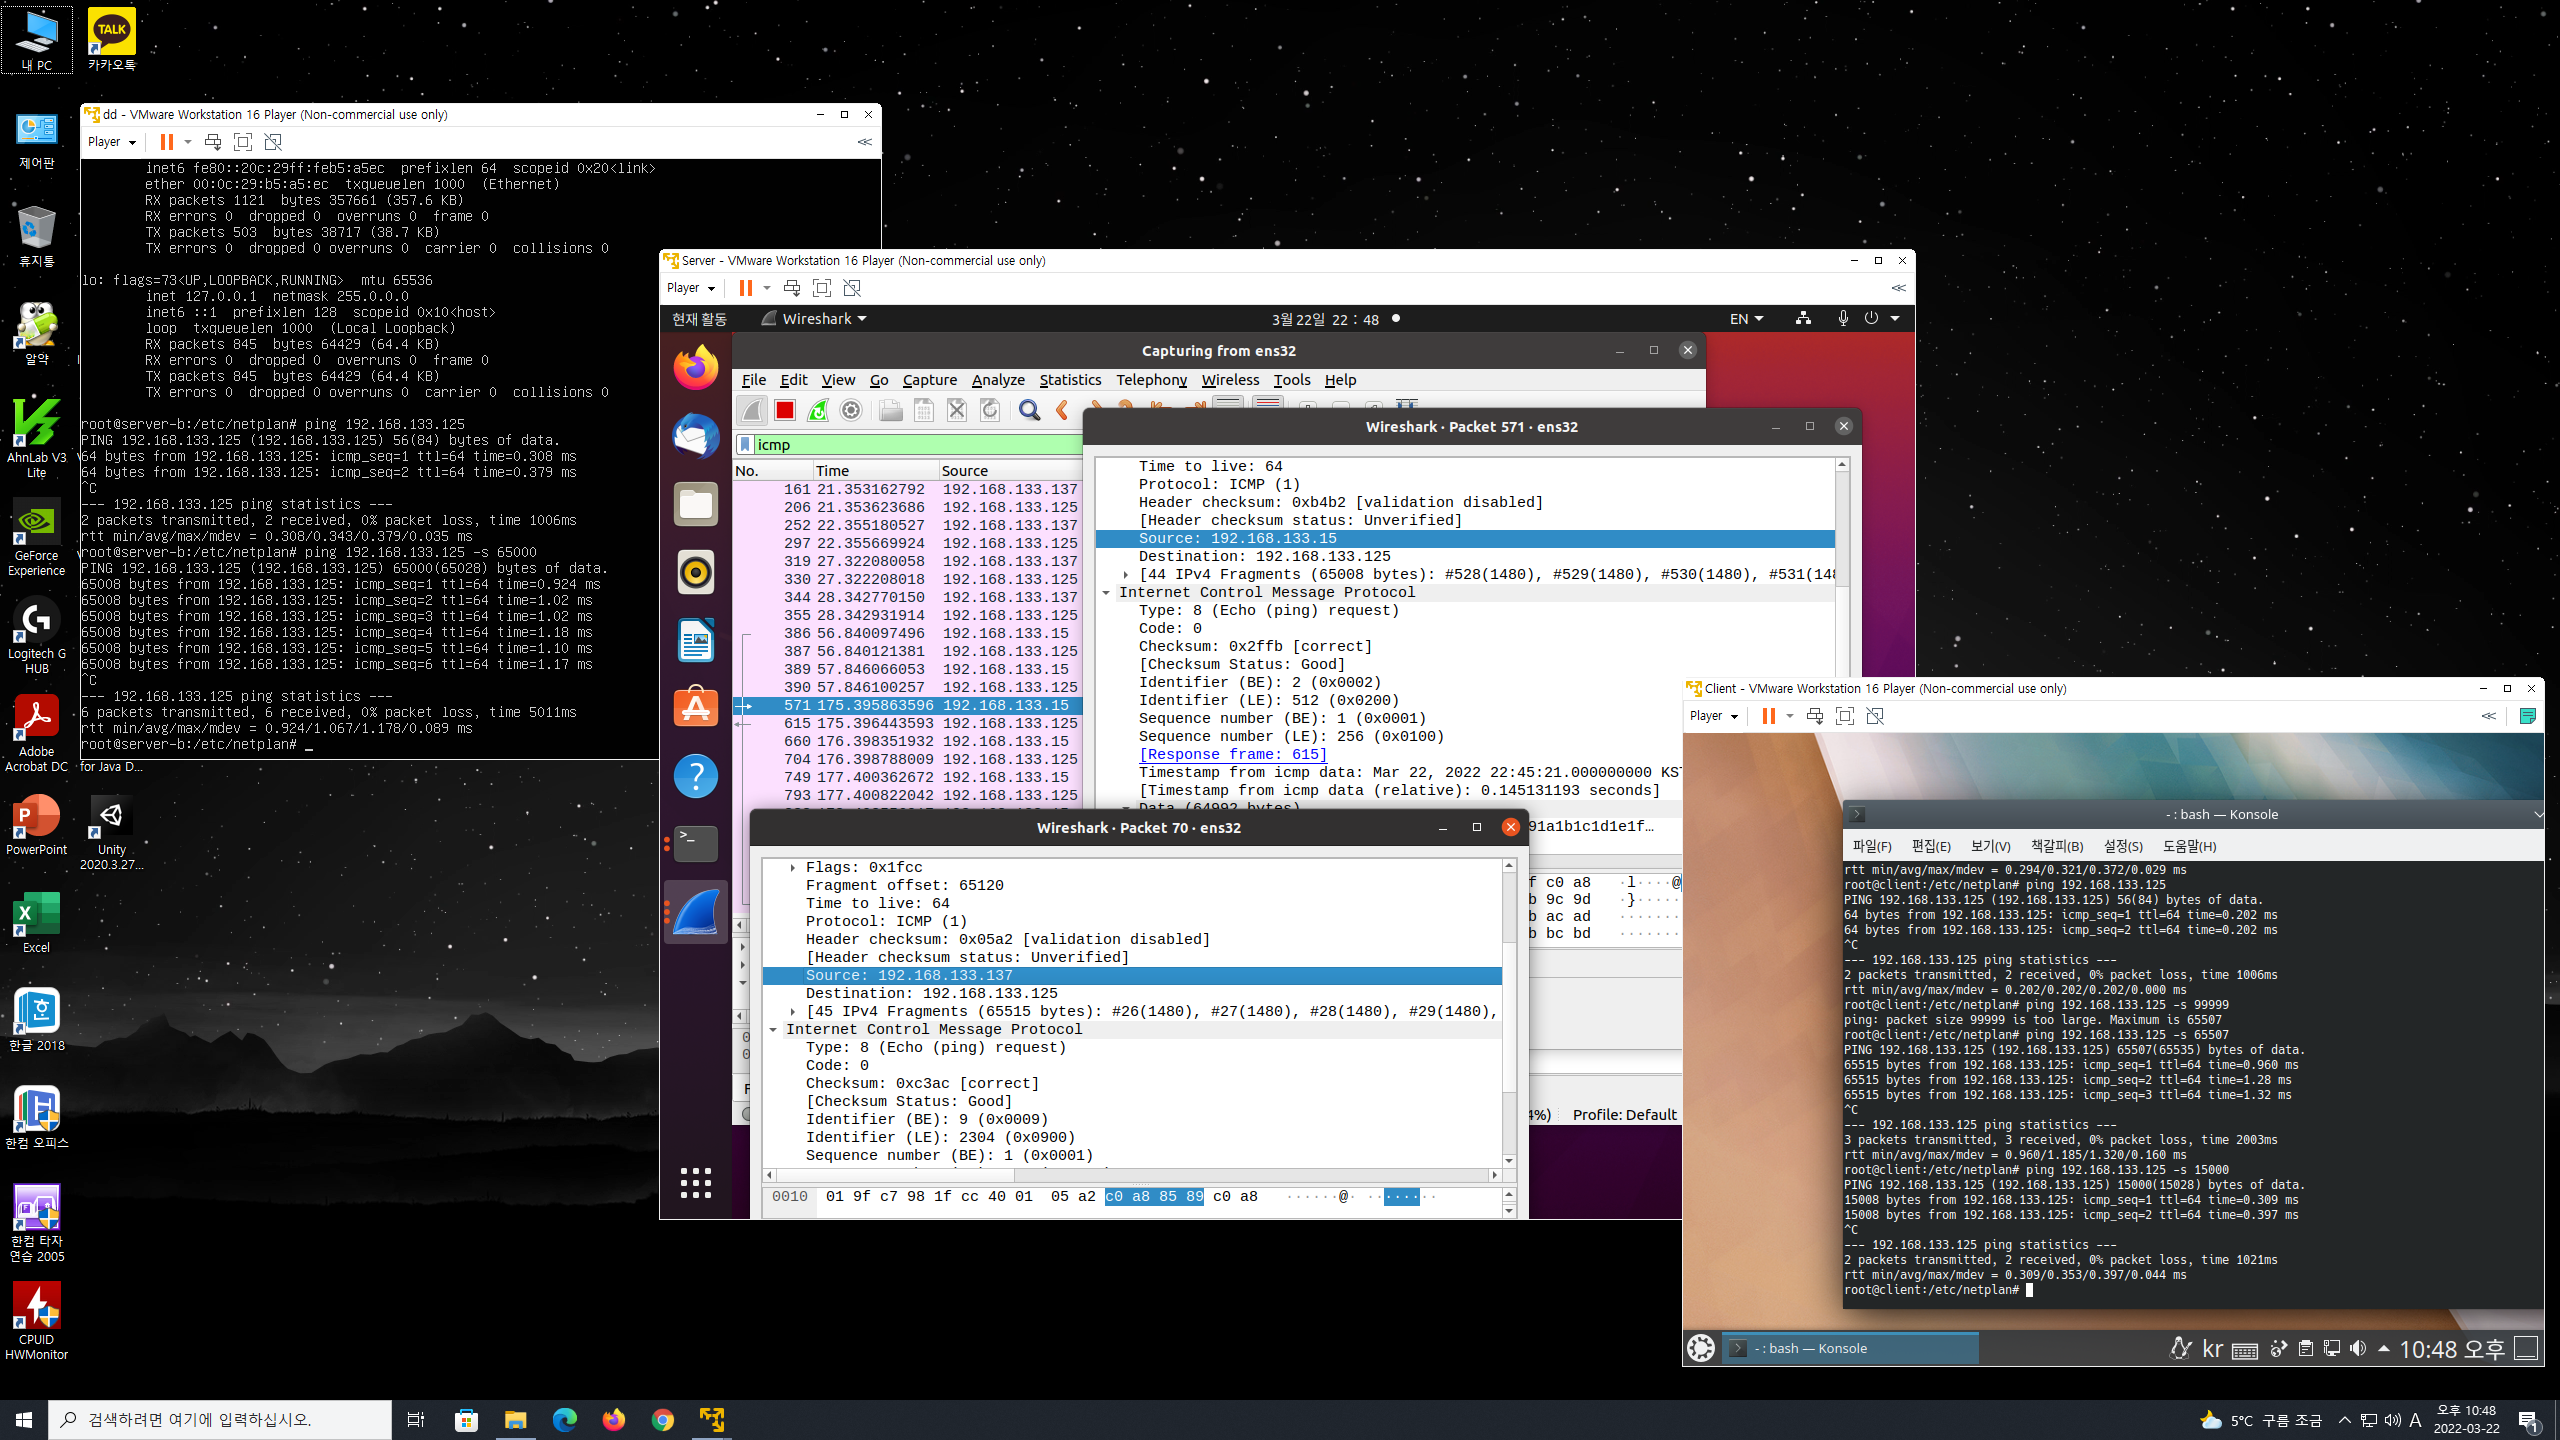 내 PC
카카오톡
제어판
휴지통
알약
AhnLab V3
Lite
GeForce
Experience
Logitech G
HUB
Adobe
Acrobat DC
for Java D...
PowerPoint
Unity
2020.3.27...
Excel
한글 2018
한컴 오피스
한컴 타자
연습 2005
CPUID
HWMonitor
dd - VMware Workstation 16 Player (Non-commercial use only)
Player
inet6 fe80::20c:29ff:feb5:a5ec  prefixlen 64  scopeid 0x20<link>
ether 00:0c:29:b5:a5:ec  txqueuelen 1000  (Ethernet)
RX packets 1121  bytes 357661 (357.6 KB)
RX errors 0  dropped 0  overruns 0  frame 0
TX packets 503  bytes 38717 (38.7 KB)
TX errors 0  dropped 0 overruns 0  carrier 0  collisions 0
lo: flags=73<UP,LOOPBACK,RUNNING>  mtu 65536
inet 127.0.0.1  netmask 255.0.0.0
inet6 ::1  prefixlen 128  scopeid 0x10<host>
loop  txqueuelen 1000  (Local Loopback)
RX packets 845  bytes 64429 (64.4 KB)
RX errors 0  dropped 0  overruns 0  frame 0
TX packets 845  bytes 64429 (64.4 KB)
TX errors 0  dropped 0 overruns 0  carrier 0  collisions 0
root@server-b:/etc/netplan# ping 192.168.133.125
PING 192.168.133.125 (192.168.133.125) 56(84) bytes of data.
64 bytes from 192.168.133.125: icmp_seq=1 ttl=64 time=0.308 ms
64 bytes from 192.168.133.125: icmp_seq=2 ttl=64 time=0.379 ms
^C
--- 192.168.133.125 ping statistics ---
2 packets transmitted, 2 received, 0% packet loss, time 1006ms
rtt min/avg/max/mdev = 0.308/0.343/0.379/0.035 ms
root@server-b:/etc/netplan# ping 192.168.133.125 -s 65000
PING 192.168.133.125 (192.168.133.125) 65000(65028) bytes of data.
65008 bytes from 192.168.133.125: icmp_seq=1 ttl=64 time=0.924 ms
65008 bytes from 192.168.133.125: icmp_seq=2 ttl=64 time=1.02 ms
65008 bytes from 192.168.133.125: icmp_seq=3 ttl=64 time=1.02 ms
65008 bytes from 192.168.133.125: icmp_seq=4 ttl=64 time=1.18 ms
65008 bytes from 192.168.133.125: icmp_seq=5 ttl=64 time=1.10 ms
65008 bytes from 192.168.133.125: icmp_seq=6 ttl=64 time=1.17 ms
^C
--- 192.168.133.125 ping statistics ---
6 packets transmitted, 6 received, 0% packet loss, time 5011ms
rtt min/avg/max/mdev = 0.924/1.067/1.178/0.089 ms
root@server-b:/etc/netplan# _
Server - VMware Workstation 16 Player (Non-commercial use only)
Player
현재 활동 Wireshark 3월 22일 22 : 48 EN
Capturing from ens32
File Edit View Go Capture Analyze Statistics Telephony Wireless Tools Help
icmp
No. Time Source
161 21.353162792 192.168.133.137
206 21.353623686 192.168.133.125
252 22.355180527 192.168.133.137
297 22.355669924 192.168.133.125
319 27.322080058 192.168.133.137
330 27.322208018 192.168.133.125
344 28.342770150 192.168.133.137
355 28.342931914 192.168.133.125
386 56.840097496 192.168.133.15
387 56.840121381 192.168.133.125
389 57.846066053 192.168.133.15
390 57.846100257 192.168.133.125
571 175.395863596 192.168.133.15
615 175.396443593 192.168.133.125
660 176.398351932 192.168.133.15
704 176.398788009 192.168.133.125
749 177.400362672 192.168.133.15
793 177.400822042 192.168.133.125
Wireshark · Packet 571 · ens32
Time to live: 64
Protocol: ICMP (1)
Header checksum: 0xb4b2 [validation disabled]
[Header checksum status: Unverified]
Source: 192.168.133.15
Destination: 192.168.133.125
[44 IPv4 Fragments (65008 bytes): #528(1480), #529(1480), #530(1480), #531(148
Internet Control Message Protocol
Type: 8 (Echo (ping) request)
Code: 0
Checksum: 0x2ffb [correct]
[Checksum Status: Good]
Identifier (BE): 2 (0x0002)
Identifier (LE): 512 (0x0200)
Sequence number (BE): 1 (0x0001)
Sequence number (LE): 256 (0x0100)
[Response frame: 615]
Timestamp from icmp data: Mar 22, 2022 22:45:21.000000000 KST
[Timestamp from icmp data (relative): 0.145131193 seconds]
Data (64992 bytes)
91a1b1c1d1e1f…
f c0 a8 ·l····@
b 9c 9d ·}·····
b ac ad ·······
b bc bd ·······
4%) Profile: Default
Wireshark · Packet 70 · ens32
Flags: 0x1fcc
Fragment offset: 65120
Time to live: 64
Protocol: ICMP (1)
Header checksum: 0x05a2 [validation disabled]
[Header checksum status: Unverified]
Source: 192.168.133.137
Destination: 192.168.133.125
[45 IPv4 Fragments (65515 bytes): #26(1480), #27(1480), #28(1480), #29(1480),
Internet Control Message Protocol
Type: 8 (Echo (ping) request)
Code: 0
Checksum: 0xc3ac [correct]
[Checksum Status: Good]
Identifier (BE): 9 (0x0009)
Identifier (LE): 2304 (0x0900)
Sequence number (BE): 1 (0x0001)
0010 01 9f c7 98 1f cc 40 01 05 a2 c0 a8 85 89 c0 a8 ······@· ········
Client - VMware Workstation 16 Player (Non-commercial use only)
Player
- : bash — Konsole
파일(F) 편집(E) 보기(V) 책갈피(B) 설정(S) 도움말(H)
rtt min/avg/max/mdev = 0.294/0.321/0.372/0.029 ms
root@client:/etc/netplan# ping 192.168.133.125
PING 192.168.133.125 (192.168.133.125) 56(84) bytes of data.
64 bytes from 192.168.133.125: icmp_seq=1 ttl=64 time=0.202 ms
64 bytes from 192.168.133.125: icmp_seq=2 ttl=64 time=0.202 ms
^C
--- 192.168.133.125 ping statistics ---
2 packets transmitted, 2 received, 0% packet loss, time 1006ms
rtt min/avg/max/mdev = 0.202/0.202/0.202/0.000 ms
root@client:/etc/netplan# ping 192.168.133.125 -s 99999
ping: packet size 99999 is too large. Maximum is 65507
root@client:/etc/netplan# ping 192.168.133.125 -s 65507
PING 192.168.133.125 (192.168.133.125) 65507(65535) bytes of data.
65515 bytes from 192.168.133.125: icmp_seq=1 ttl=64 time=0.960 ms
65515 bytes from 192.168.133.125: icmp_seq=2 ttl=64 time=1.28 ms
65515 bytes from 192.168.133.125: icmp_seq=3 ttl=64 time=1.32 ms
^C
--- 192.168.133.125 ping statistics ---
3 packets transmitted, 3 received, 0% packet loss, time 2003ms
rtt min/avg/max/mdev = 0.960/1.185/1.320/0.160 ms
root@client:/etc/netplan# ping 192.168.133.125 -s 15000
PING 192.168.133.125 (192.168.133.125) 15000(15028) bytes of data.
15008 bytes from 192.168.133.125: icmp_seq=1 ttl=64 time=0.309 ms
15008 bytes from 192.168.133.125: icmp_seq=2 ttl=64 time=0.397 ms
^C
--- 192.168.133.125 ping statistics ---
2 packets transmitted, 2 received, 0% packet loss, time 1021ms
rtt min/avg/max/mdev = 0.309/0.353/0.397/0.044 ms
root@client:/etc/netplan#
- : bash — Konsole kr 10:48 오후
검색하려면 여기에 입력하십시오.
5°C 구름 조금 A 오후 10:48
2022-03-22
1